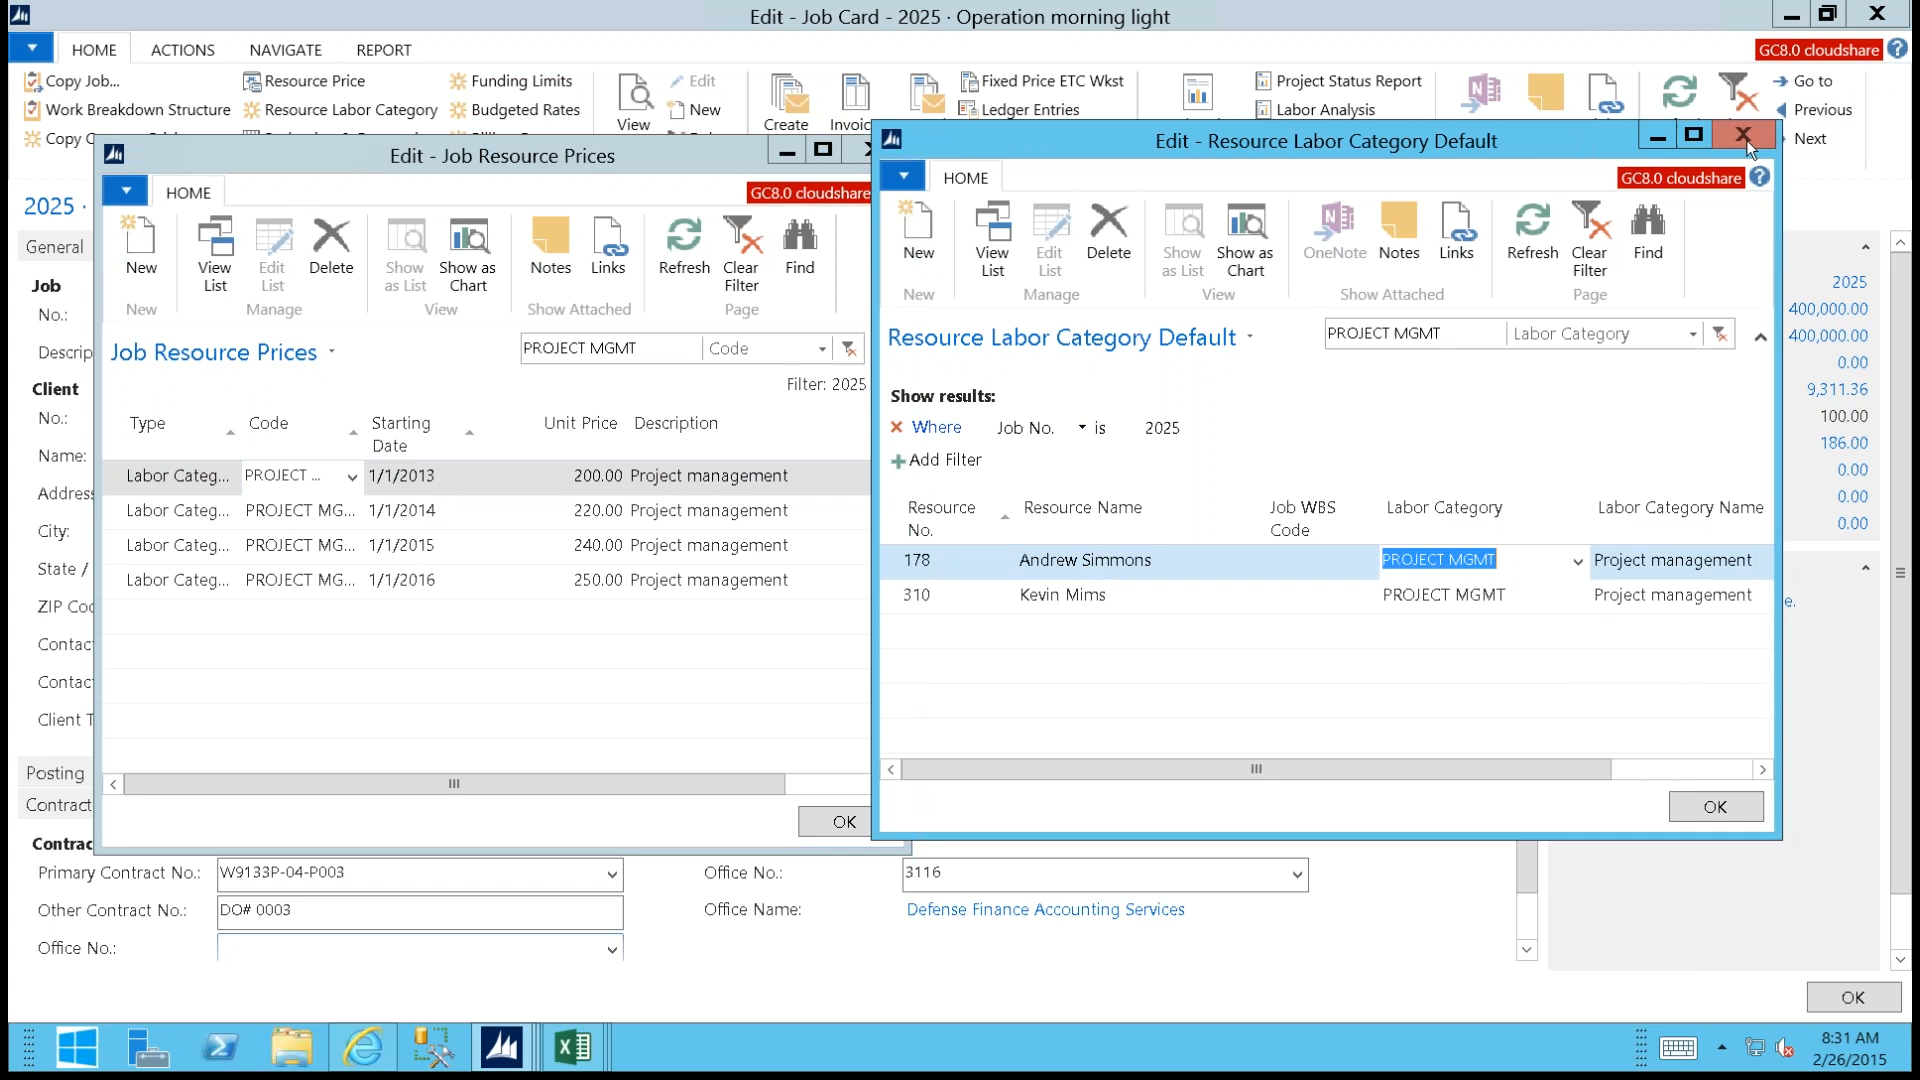 Edit - Job Card - 2025 · Operation morning light
HOME ACTIONS NAVIGATE REPORT
GC8.0 cloudshare
Copy Job...
Work Breakdown Structure
Resource Price
Resource Labor Category
Funding Limits
Budgeted Rates
View
Edit
New
Create
Fixed Price ETC Wkst
Ledger Entries
Project Status Report
Labor Analysis
Go to
Previous
Next
2025 ·
General
Job
No.:
Client
No.:
Name:
City:
State /
Posting
2025
400,000.00
400,000.00
0.00
9,311.36
100.00
186.00
0.00
0.00
0.00
Edit - Job Resource Prices
HOME
GC8.0 cloudshare
New
View List
Edit List
Delete
Show as List
Show as Chart
Notes
Links
Refresh
Clear Filter
Find
New Manage View Show Attached Page
Job Resource Prices
PROJECT MGMT Code
Filter: 2025
Type Code Starting Date Unit Price Description
Labor Categ... PROJECT ... 1/1/2013 200.00 Project management
Labor Categ... PROJECT MG... 1/1/2014 220.00 Project management
Labor Categ... PROJECT MG... 1/1/2015 240.00 Project management
Labor Categ... PROJECT MG... 1/1/2016 250.00 Project management
OK
Edit - Resource Labor Category Default
HOME
GC8.0 cloudshare
New
View List
Edit List
Delete
Show as List
Show as Chart
OneNote
Notes
Links
Refresh
Clear Filter
Find
New Manage View Show Attached Page
Resource Labor Category Default
PROJECT MGMT Labor Category
Show results:
Where Job No. is 2025
Add Filter
Resource No. Resource Name Job WBS Code Labor Category Labor Category Name
178 Andrew Simmons PROJECT MGMT Project management
310 Kevin Mims PROJECT MGMT Project management
OK
Primary Contract No.: W9133P-04-P003
Other Contract No.: DO# 0003
Office No.:
Office No.: 3116
Office Name: Defense Finance Accounting Services
OK
8:31 AM
2/26/2015